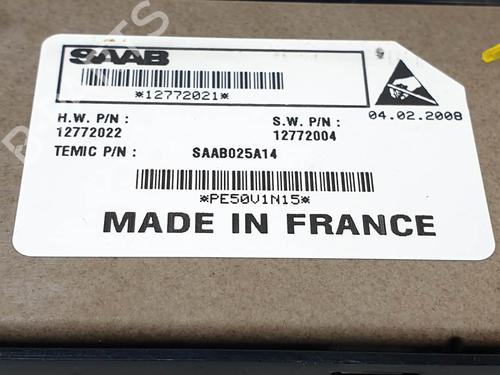 SAAB
*12772021*
04.02.2008
H.W. P/N : S.W. P/N :
12772022 12772004
TEMIC P/N : SAAB025A14
*PE50V1N15*
MADE IN FRANCE